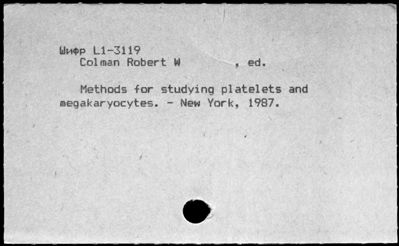 Шифр L1-3119
Colman Robert W , ed.
Methods for studying platelets and
megakaryocytes. - New York, 1987.